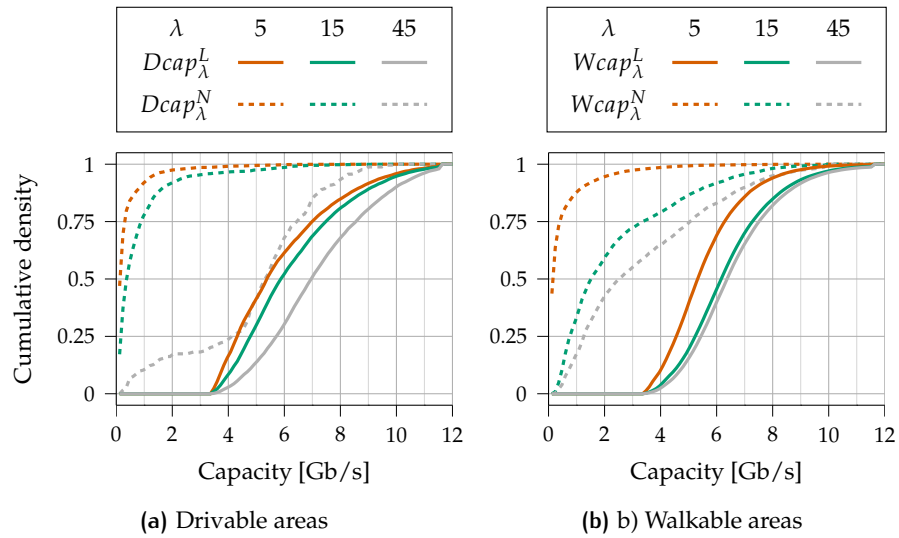 λ 5 15 45
Dcap^L_λ
Dcap^N_λ
λ 5 15 45
Wcap^L_λ
Wcap^N_λ
Cumulative density
1
0.75
0.5
0.25
0
0 2 4 6 8 10 12
Capacity [Gb/s]
(a) Drivable areas
1
0.75
0.5
0.25
0
0 2 4 6 8 10 12
Capacity [Gb/s]
(b) b) Walkable areas